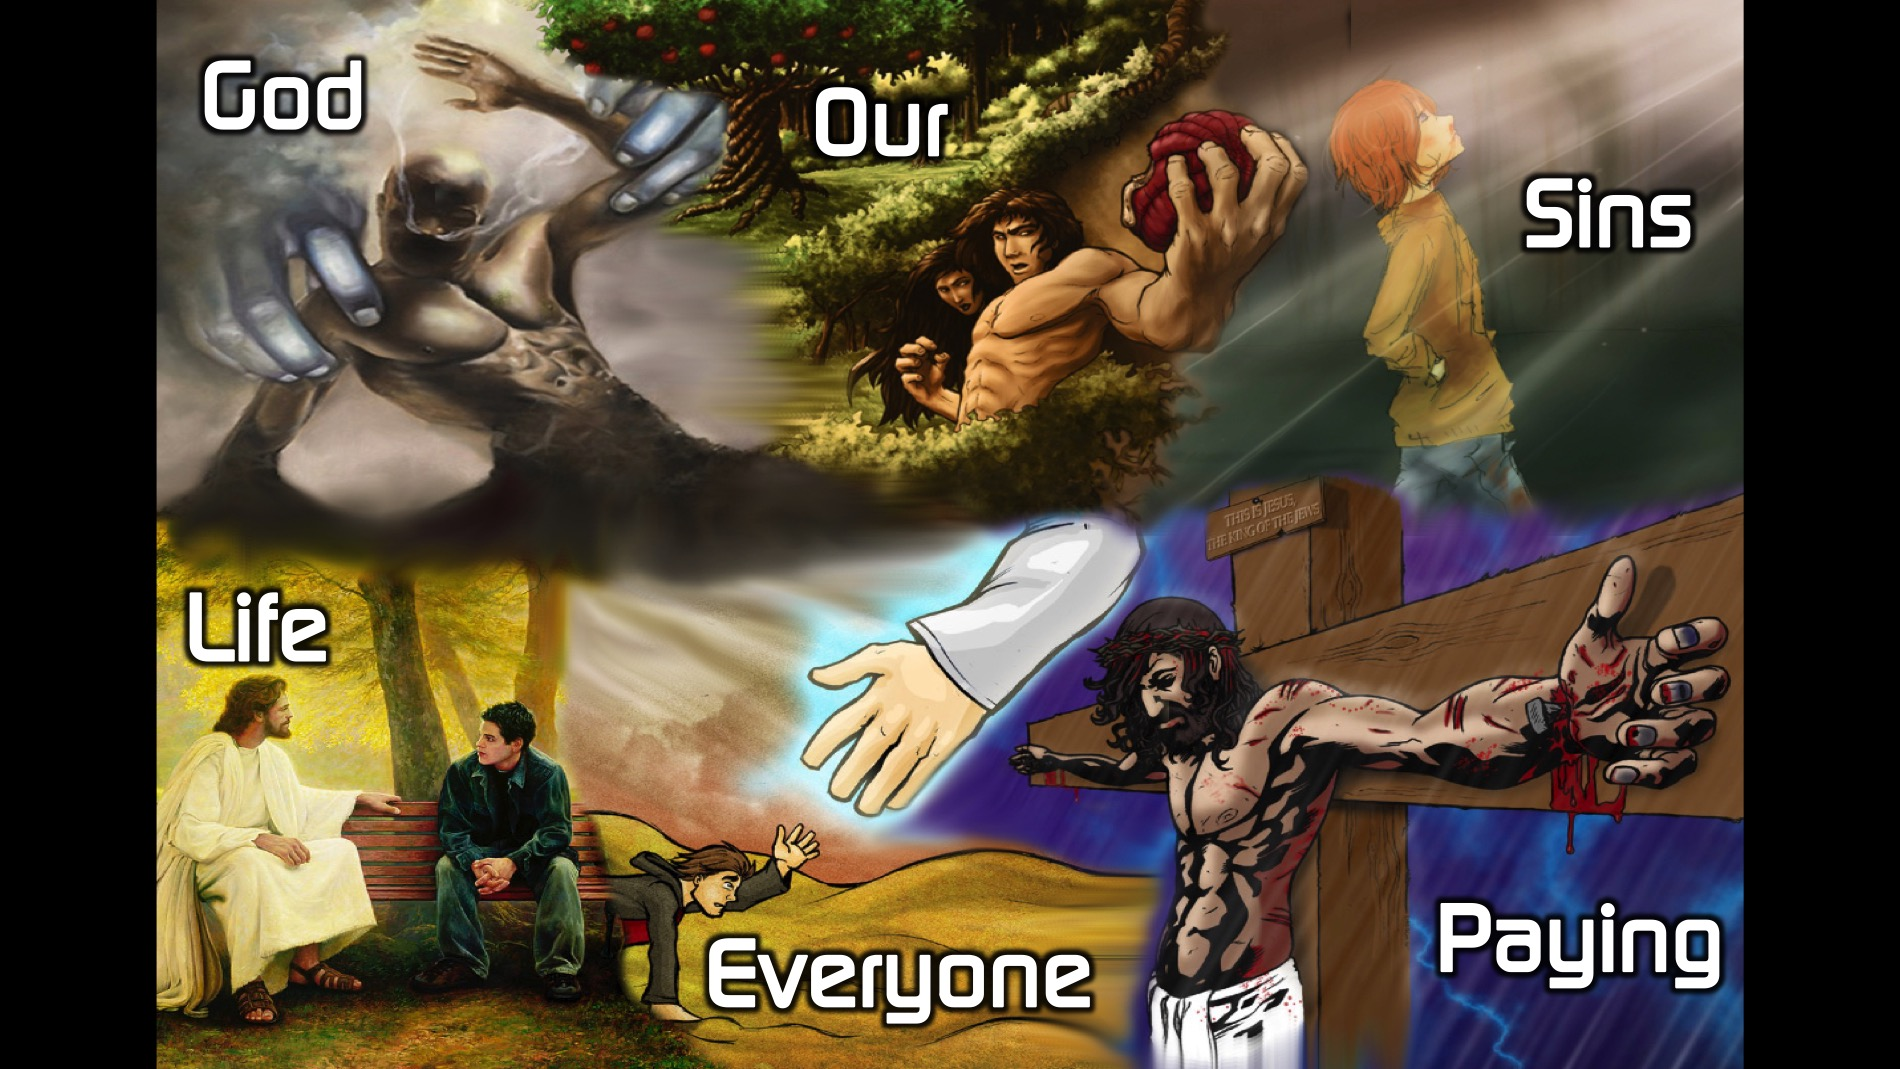 God
Our
Sins
THIS IS JESUS,
THE KING OF THE JEWS
Life
Everyone
Paying